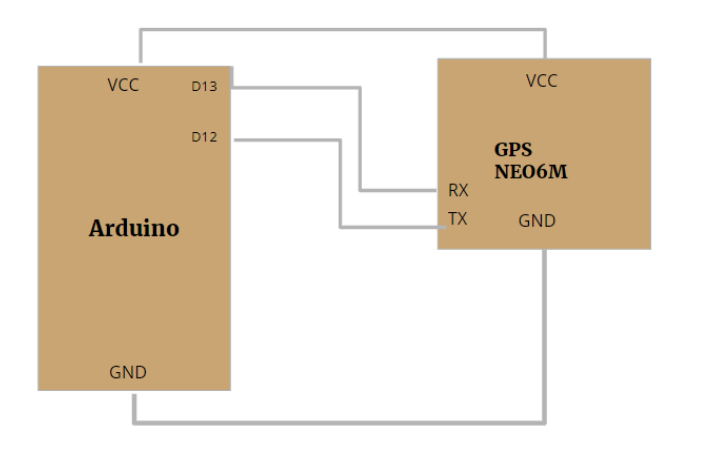 VCC
D13
D12
Arduino
GND
VCC
GPS
NEO6M
RX
TX
GND